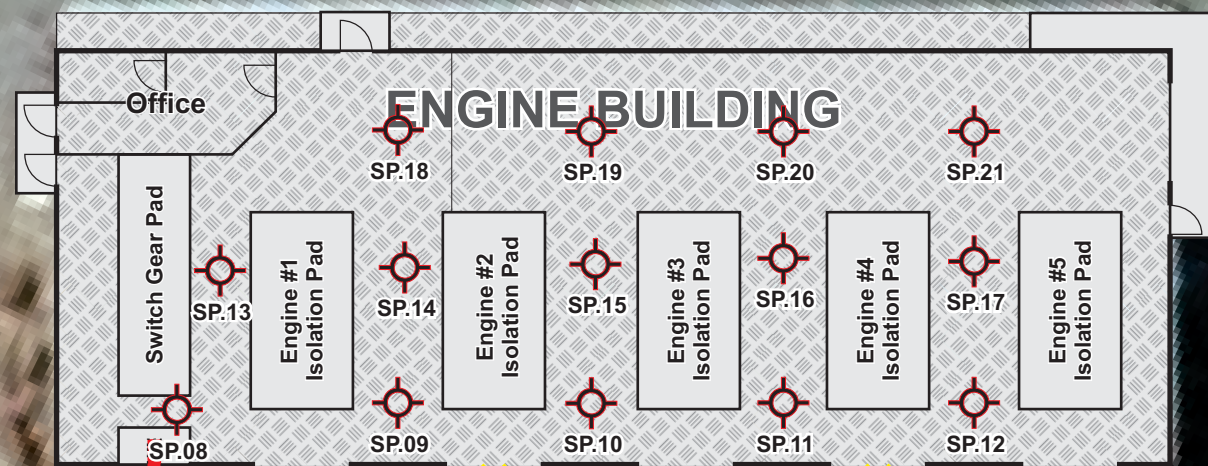 Office
ENGINE BUILDING
SP.18
SP.19
SP.20
SP.21
Switch Gear Pad
SP.13
Engine #1
Isolation Pad
SP.14
Engine #2
Isolation Pad
SP.15
Engine #3
Isolation Pad
SP.16
Engine #4
Isolation Pad
SP.17
Engine #5
Isolation Pad
SP.08
SP.09
SP.10
SP.11
SP.12